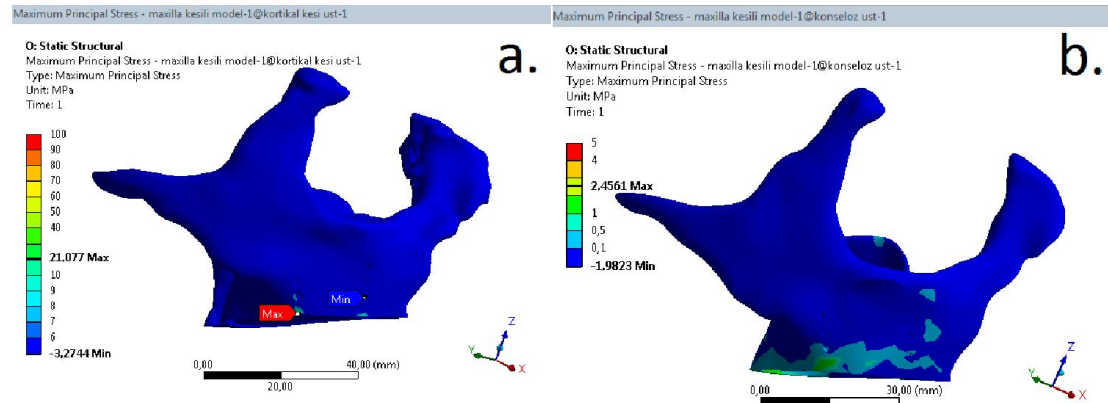 Maximum Principal Stress - maxilla kesili model-1@kortikal kesi ust-1
O: Static Structural
Maximum Principal Stress - maxilla kesili model-1@kortikal kesi ust-1
Type: Maximum Principal Stress
Unit: MPa
Time: 1
a.
100
90
80
70
60
50
40
21,077 Max
10
9
8
7
6
-3,2744 Min
Max
Min
0,00
40,00 (mm)
20,00
Z
Y
X
Maximum Principal Stress - maxilla kesili model-1@konseloz ust-1
O: Static Structural
Maximum Principal Stress - maxilla kesili model-1@konseloz ust-1
Type: Maximum Principal Stress
Unit: MPa
Time: 1
b.
5
4
2,4561 Max
1
0,5
0,1
-1,9823 Min
0,00
30,00 (mm)
Z
Y
X